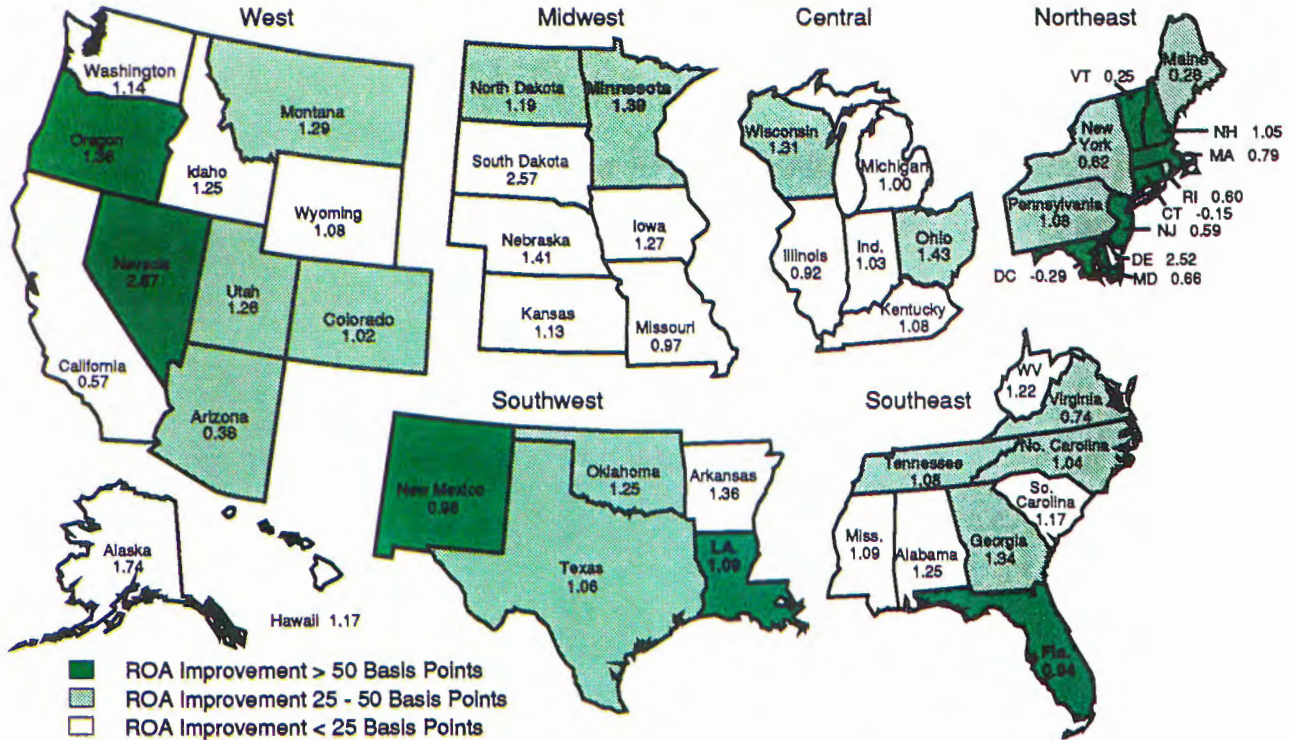 West
Midwest
Central
Northeast
Washington
1.14
Montana
1.29
Oregon
1.36
Idaho
1.25
Wyoming
1.08
Nevada
2.87
Utah
1.26
Colorado
1.02
California
0.57
Arizona
0.38
Alaska
1.74
Hawaii 1.17
North Dakota
1.19
Minnesota
1.39
South Dakota
2.57
Nebraska
1.41
Iowa
1.27
Kansas
1.13
Missouri
0.97
Wisconsin
1.31
Michigan
1.00
Illinois
0.92
Ind.
1.03
Ohio
1.43
Kentucky
1.08
Maine
0.28
VT 0.25
New
York
0.62
NH 1.05
MA 0.79
RI 0.60
CT -0.15
Pennsylvania
1.08
NJ 0.59
DE 2.52
DC -0.29
MD 0.66
Southwest
New Mexico
0.98
Oklahoma
1.25
Arkansas
1.36
Texas
1.06
LA.
1.09
Southeast
WV
1.22
Virginia
0.74
No. Carolina
1.04
Tennessee
1.08
So.
Carolina
1.17
Miss.
1.09
Alabama
1.25
Georgia
1.34
Fla.
0.94
ROA Improvement > 50 Basis Points
ROA Improvement 25 - 50 Basis Points
ROA Improvement < 25 Basis Points